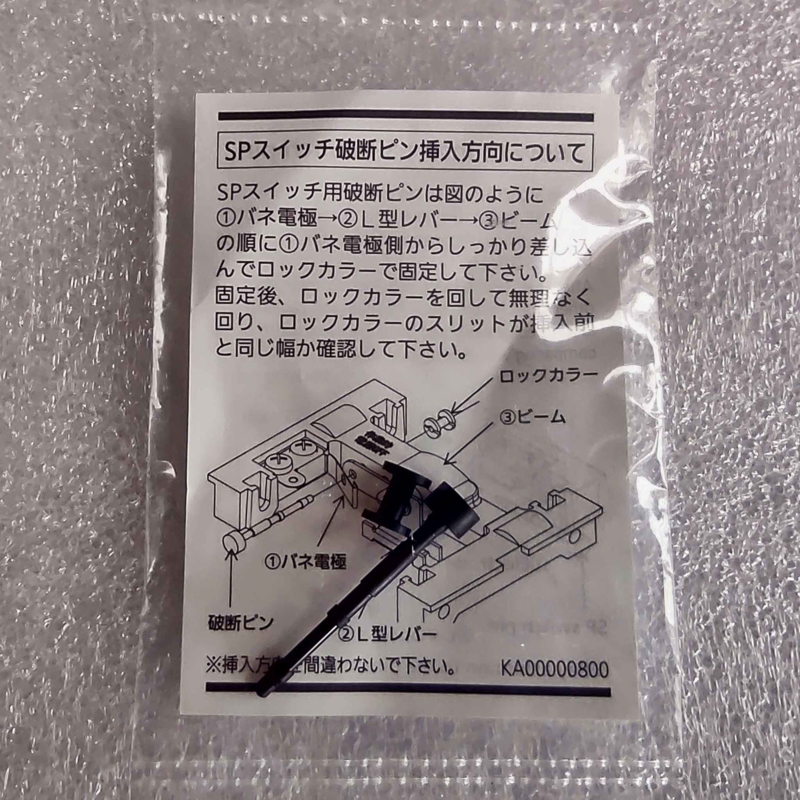 SPスイッチ破断ピン挿入方向について
SPスイッチ用破断ピンは図のように
①バネ電極→②L型レバー→③ビーム
の順に①バネ電極側からしっかり差し込
んでロックカラーで固定して下さい。
固定後、ロックカラーを回して無理なく
回り、ロックカラーのスリットが挿入前
と同じ幅か確認して下さい。
ロックカラー
③ビーム
①バネ電極
破断ピン
②L型レバー
※挿入方向を間違わないで下さい。
KA00000800